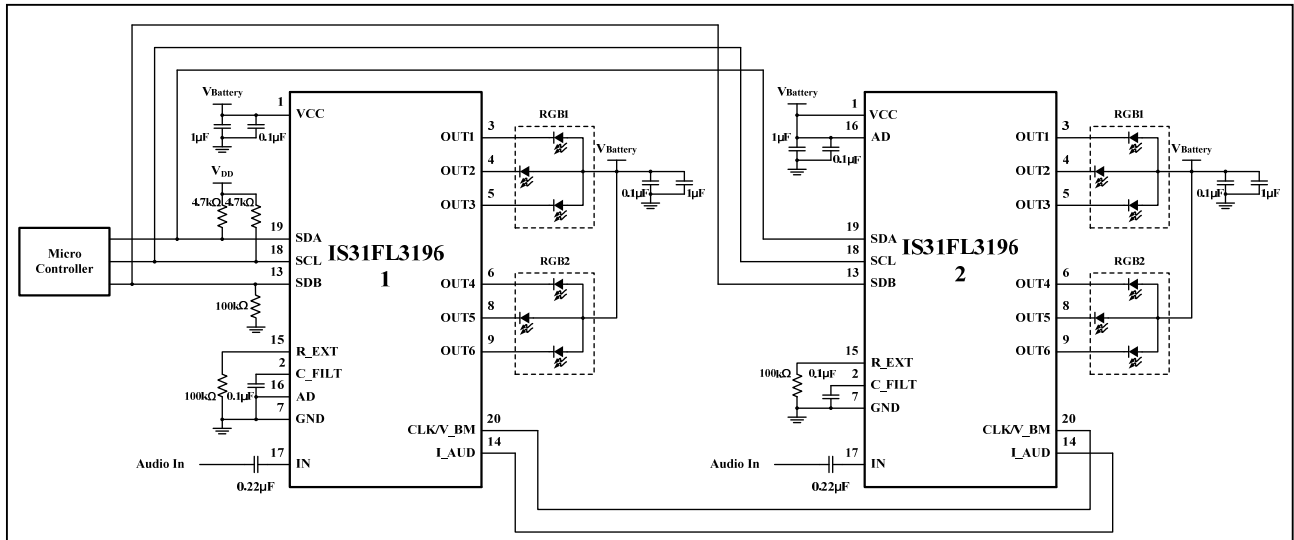 Micro
Controller
VBattery
1µF
0.1µF
VDD
4.7kΩ
4.7kΩ
100kΩ
100kΩ
0.1µF
Audio In
0.22µF
1
VCC
19
SDA
18
SCL
13
SDB
15
R_EXT
2
C_FILT
16
AD
7
GND
17
IN
IS31FL3196
1
OUT1
3
OUT2
4
OUT3
5
OUT4
6
OUT5
8
OUT6
9
CLK/V_BM
20
I_AUD
14
RGB1
RGB2
VBattery
0.1µF
1µF
VBattery
1µF
0.1µF
1
VCC
16
AD
19
SDA
18
SCL
13
SDB
15
R_EXT
2
C_FILT
7
GND
17
IN
100kΩ
0.1µF
Audio In
0.22µF
IS31FL3196
2
OUT1
3
OUT2
4
OUT3
5
OUT4
6
OUT5
8
OUT6
9
CLK/V_BM
20
I_AUD
14
RGB1
RGB2
VBattery
0.1µF
1µF